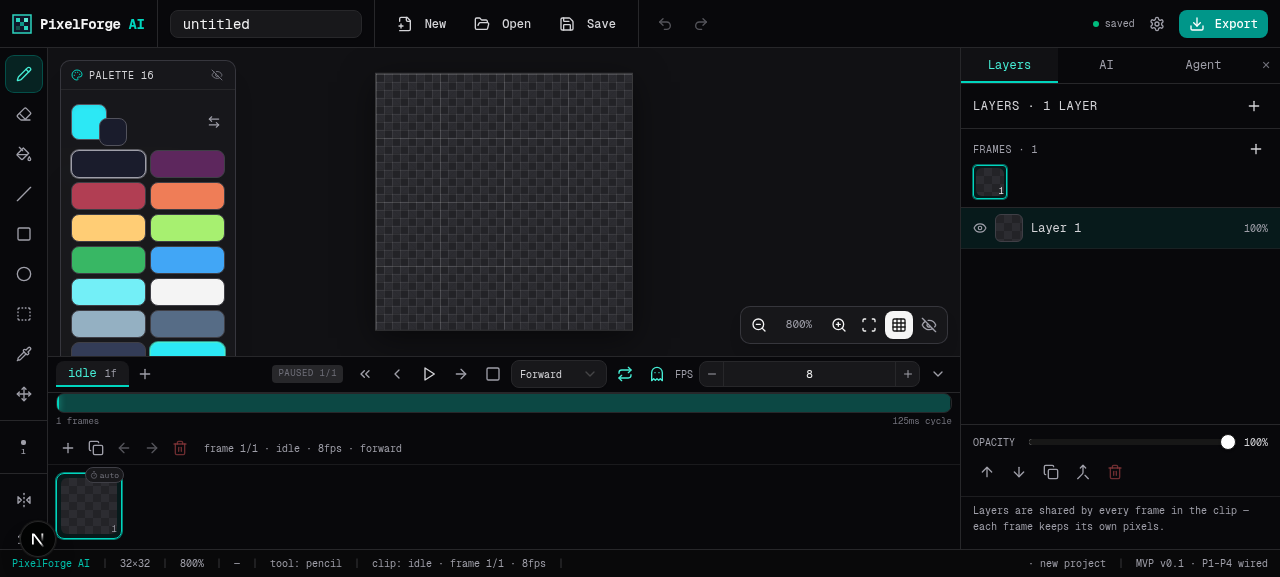 PixelForge AI
untitled
New
Open
Save
saved
Export
PALETTE 16
Layers
AI
Agent
LAYERS · 1 LAYER
FRAMES · 1
1
Layer 1
100%
800%
idle 1f
PAUSED 1/1
Forward
FPS
8
1 frames
125ms cycle
frame 1/1 · idle · 8fps · forward
auto
1
1
OPACITY
100%
Layers are shared by every frame in the clip —
each frame keeps its own pixels.
N
PixelForge AI
32×32
800%
—
tool: pencil
clip: idle · frame 1/1 · 8fps
· new project
MVP v0.1 · P1–P4 wired